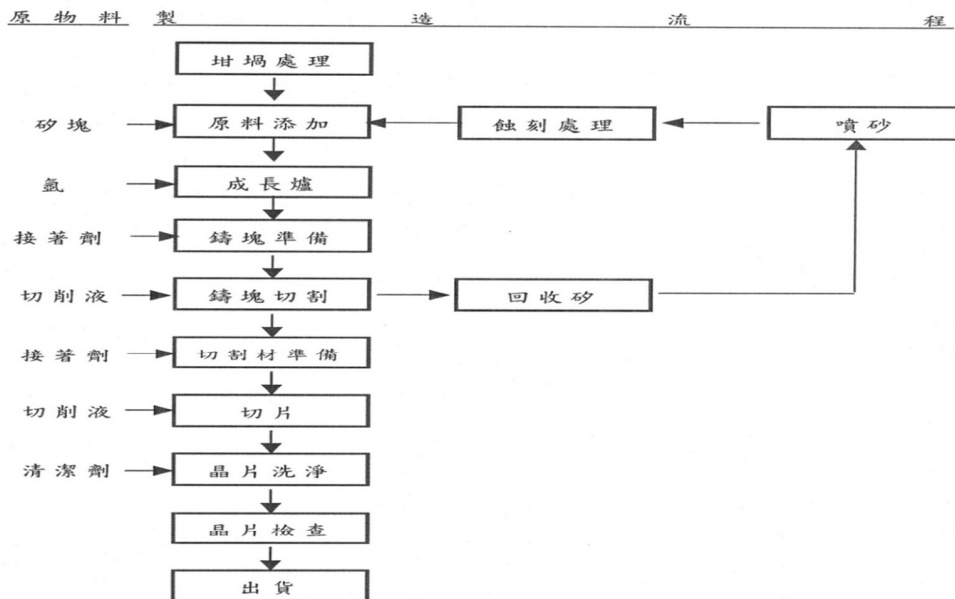 原物料 製造流程
坩堝處理
矽塊 原料添加 蝕刻處理 噴砂
氬 成長爐
接著劑 鑄塊準備
切削液 鑄塊切割 回收矽
接著劑 切割材準備
切削液 切片
清潔劑 晶片洗淨
晶片檢查
出貨